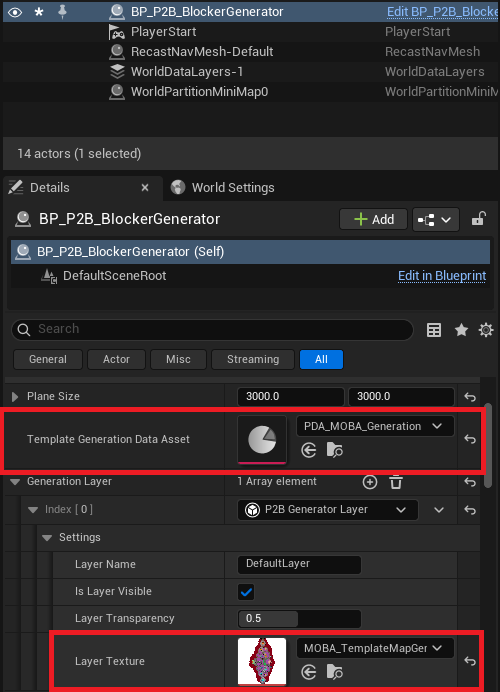 BP_P2B_BlockerGenerator Edit BP_P2B_Blocke
PlayerStart PlayerStart
RecastNavMesh-Default RecastNavMesh
WorldDataLayers-1 WorldDataLayers
WorldPartitionMiniMap0 WorldPartitionMiniM
14 actors (1 selected)
Details × World Settings
BP_P2B_BlockerGenerator + Add
BP_P2B_BlockerGenerator (Self)
DefaultSceneRoot Edit in Blueprint
Search
General Actor Misc Streaming All
Plane Size 3000.0 3000.0
Template Generation Data Asset PDA_MOBA_Generation
Generation Layer 1 Array element
Index [ 0 ] P2B Generator Layer
Settings
Layer Name DefaultLayer
Is Layer Visible
Layer Transparency 0.5
Layer Texture MOBA_TemplateMapGer